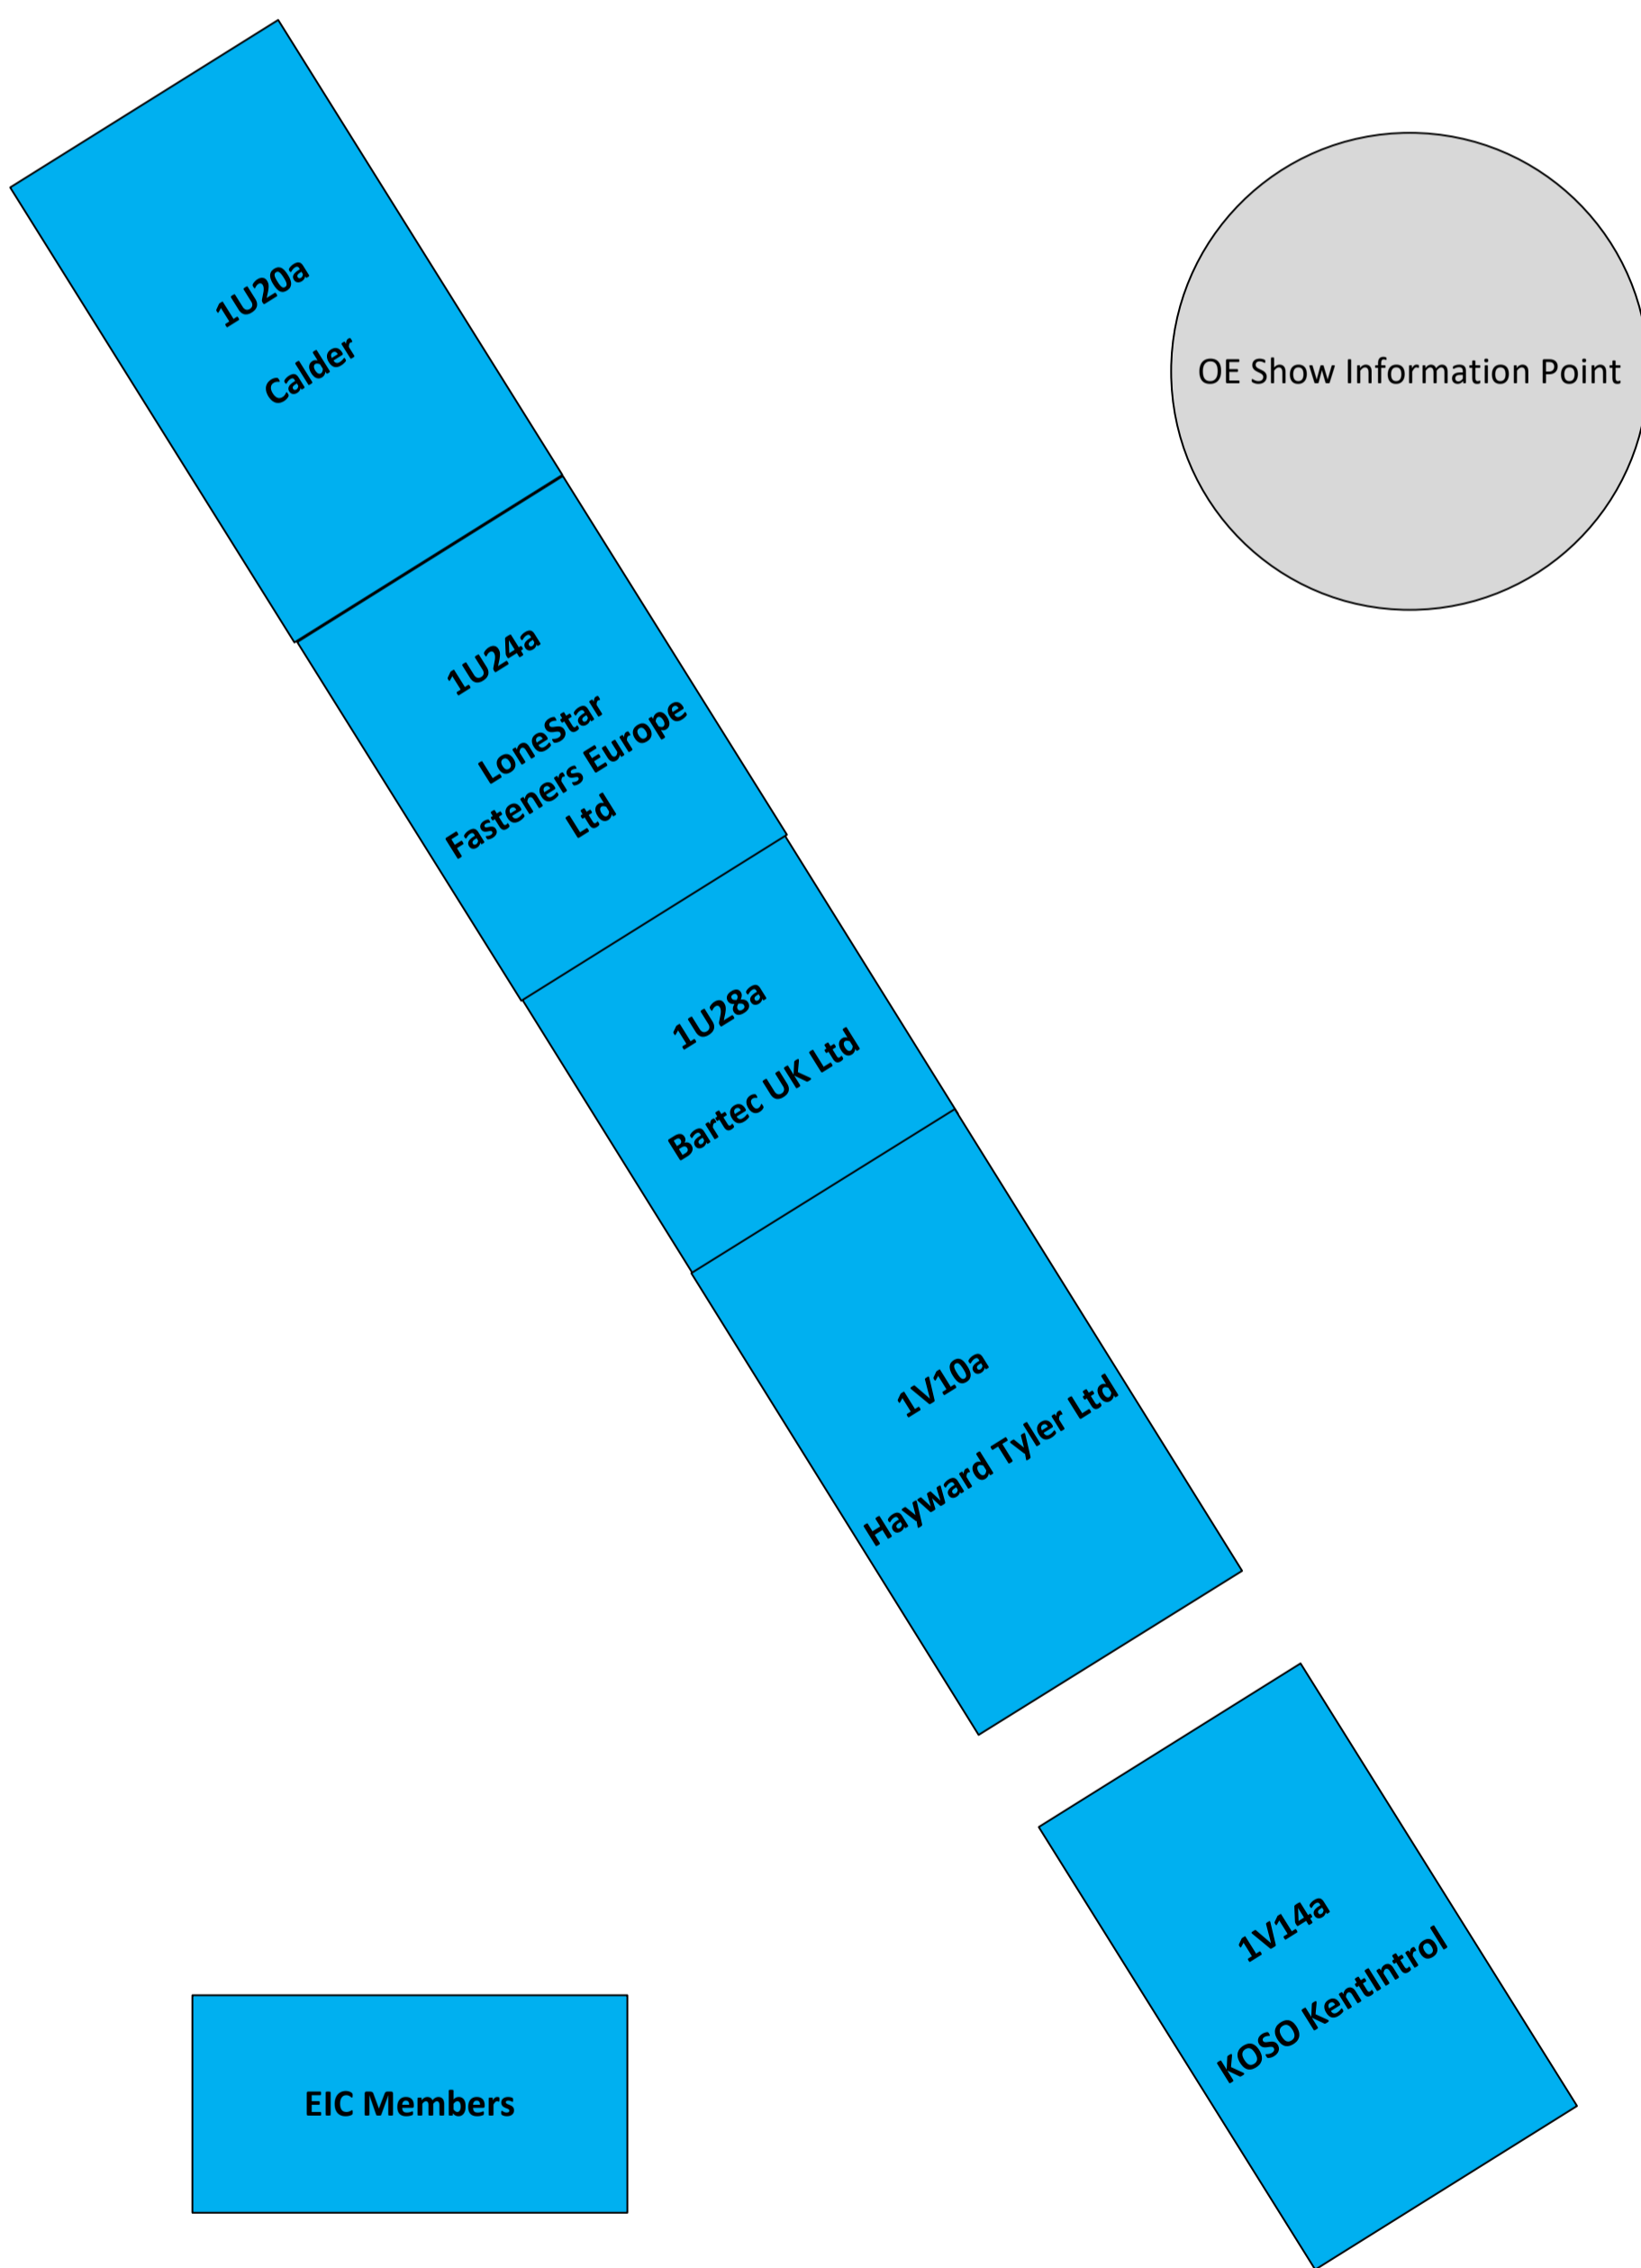 1U20a
Calder
OE Show Information Point
1U24a
LoneStar
Fasteners Europe
Ltd
1U28a
Bartec UK Ltd
1V10a
Hayward Tyler Ltd
1V14a
KOSO KentIntrol
EIC Members